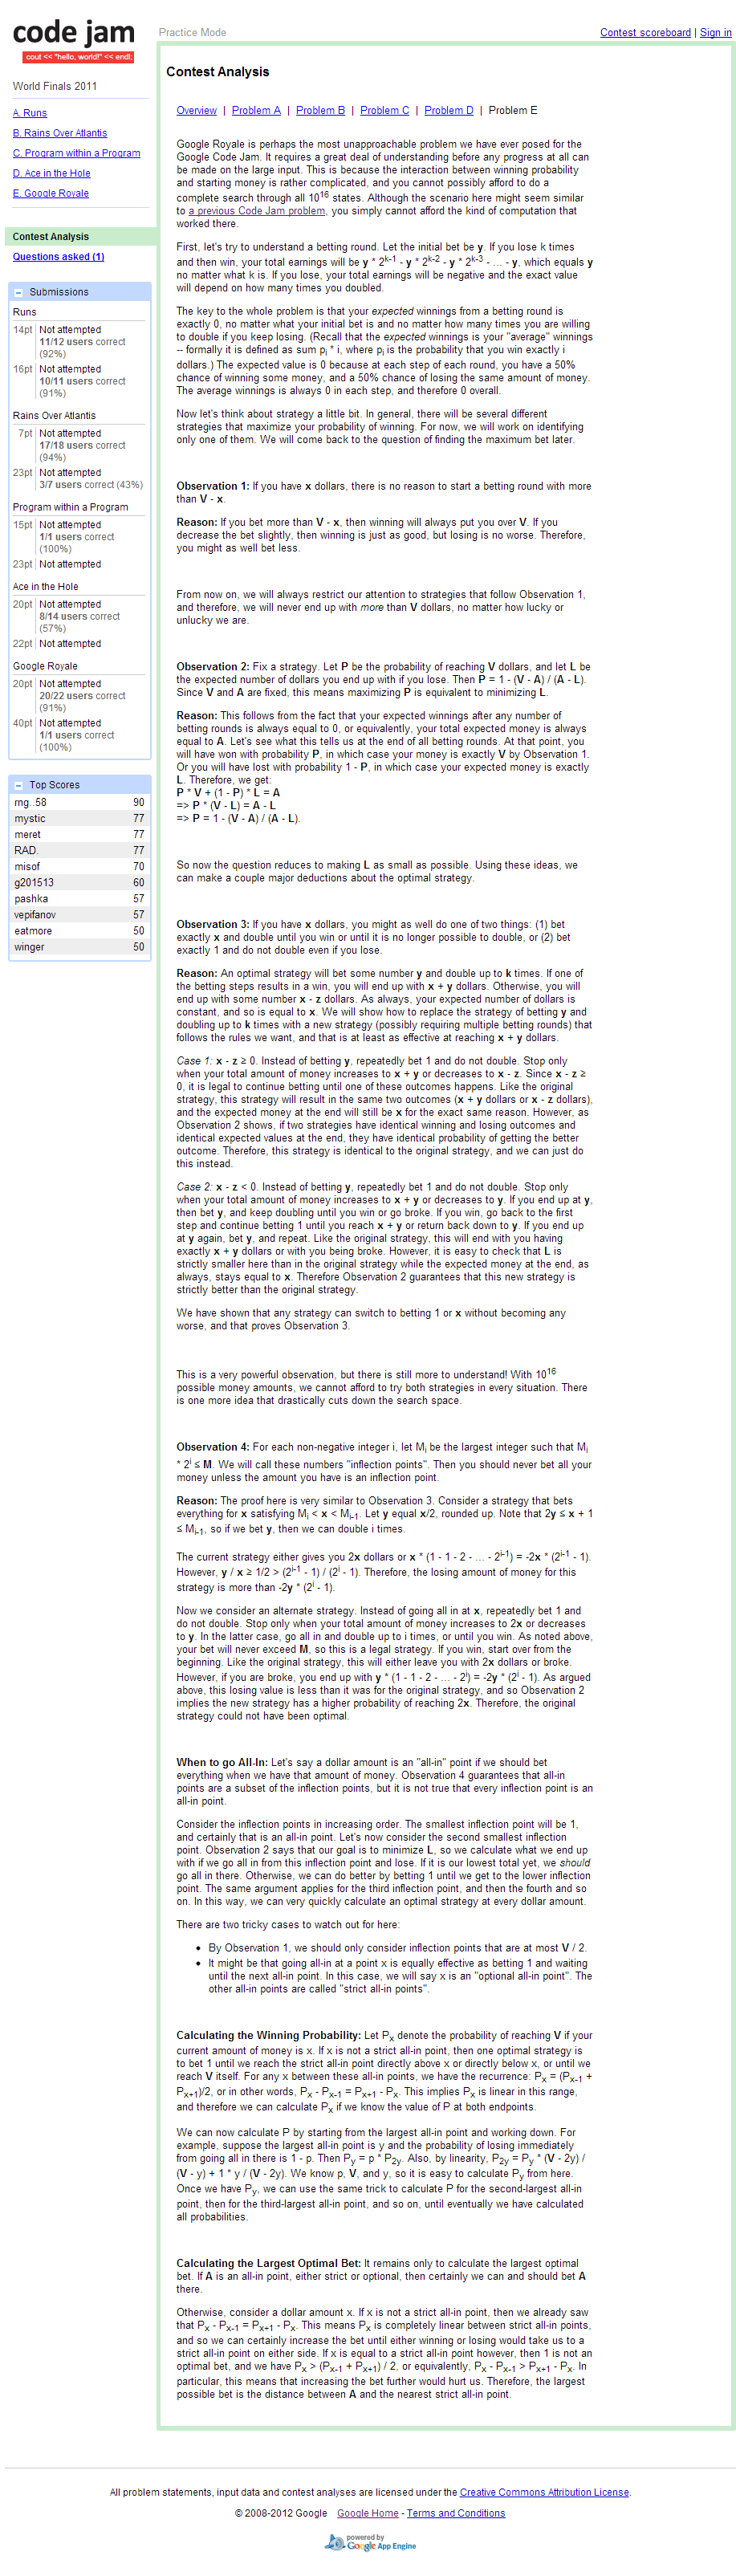 code jam
cout << "hello, world!" << endl;
Practice Mode
Contest scoreboard | Sign in
World Finals 2011
A. Runs
B. Rains Over Atlantis
C. Program within a Program
D. Ace in the Hole
E. Google Royale
Contest Analysis
Questions asked (1)
Submissions
Runs
14pt Not attempted
11/12 users correct
(92%)
16pt Not attempted
10/11 users correct
(91%)
Rains Over Atlantis
7pt Not attempted
17/18 users correct
(94%)
23pt Not attempted
3/7 users correct (43%)
Program within a Program
15pt Not attempted
1/1 users correct
(100%)
23pt Not attempted
Ace in the Hole
20pt Not attempted
8/14 users correct
(57%)
22pt Not attempted
Google Royale
20pt Not attempted
20/22 users correct
(91%)
40pt Not attempted
1/1 users correct
(100%)
Top Scores
rng..58 90
mystic 77
meret 77
RAD. 77
misof 70
g201513 60
pashka 57
vepifanov 57
eatmore 50
winger 50
Contest Analysis
Overview | Problem A | Problem B | Problem C | Problem D | Problem E
Google Royale is perhaps the most unapproachable problem we have ever posed for the
Google Code Jam. It requires a great deal of understanding before any progress at all can
be made on the large input. This is because the interaction between winning probability
and starting money is rather complicated, and you cannot possibly afford to do a
complete search through all 10^16 states. Although the scenario here might seem similar
to a previous Code Jam problem, you simply cannot afford the kind of computation that
worked there.
First, let's try to understand a betting round. Let the initial bet be y. If you lose k times
and then win, your total earnings will be y * 2^k-1 - y * 2^k-2 - y * 2^k-3 - ... - y, which equals y
no matter what k is. If you lose, your total earnings will be negative and the exact value
will depend on how many times you doubled.
The key to the whole problem is that your expected winnings from a betting round is
exactly 0, no matter what your initial bet is and no matter how many times you are willing
to double if you keep losing. (Recall that the expected winnings is your "average" winnings
-- formally it is defined as sum p_i * i, where p_i is the probability that you win exactly i
dollars.) The expected value is 0 because at each step of each round, you have a 50%
chance of winning some money, and a 50% chance of losing the same amount of money.
The average winnings is always 0 in each step, and therefore 0 overall.
Now let's think about strategy a little bit. In general, there will be several different
strategies that maximize your probability of winning. For now, we will work on identifying
only one of them. We will come back to the question of finding the maximum bet later.
Observation 1: If you have x dollars, there is no reason to start a betting round with more
than V - x.
Reason: If you bet more than V - x, then winning will always put you over V. If you
decrease the bet slightly, then winning is just as good, but losing is no worse. Therefore,
you might as well bet less.
From now on, we will always restrict our attention to strategies that follow Observation 1,
and therefore, we will never end up with more than V dollars, no matter how lucky or
unlucky we are.
Observation 2: Fix a strategy. Let P be the probability of reaching V dollars, and let L be
the expected number of dollars you end up with if you lose. Then P = 1 - (V - A) / (A - L).
Since V and A are fixed, this means maximizing P is equivalent to minimizing L.
Reason: This follows from the fact that your expected winnings after any number of
betting rounds is always equal to 0, or equivalently, your total expected money is always
equal to A. Let's see what this tells us at the end of all betting rounds. At that point, you
will have won with probability P, in which case your money is exactly V by Observation 1.
Or you will have lost with probability 1 - P, in which case your expected money is exactly
L. Therefore, we get:
P * V + (1 - P) * L = A
=> P * (V - L) = A - L
=> P = 1 - (V - A) / (A - L).
So now the question reduces to making L as small as possible. Using these ideas, we
can make a couple major deductions about the optimal strategy.
Observation 3: If you have x dollars, you might as well do one of two things: (1) bet
exactly x and double until you win or until it is no longer possible to double, or (2) bet
exactly 1 and do not double even if you lose.
Reason: An optimal strategy will bet some number y and double up to k times. If one of
the betting steps results in a win, you will end up with x + y dollars. Otherwise, you will
end up with some number x - z dollars. As always, your expected number of dollars is
constant, and so is equal to x. We will show how to replace the strategy of betting y and
doubling up to k times with a new strategy (possibly requiring multiple betting rounds) that
follows the rules we want, and that is at least as effective at reaching x + y dollars.
Case 1: x - z ≥ 0. Instead of betting y, repeatedly bet 1 and do not double. Stop only
when your total amount of money increases to x + y or decreases to x - z. Since x - z ≥
0, it is legal to continue betting until one of these outcomes happens. Like the original
strategy, this strategy will result in the same two outcomes (x + y dollars or x - z dollars),
and the expected money at the end will still be x for the exact same reason. However, as
Observation 2 shows, if two strategies have identical winning and losing outcomes and
identical expected values at the end, they have identical probability of getting the better
outcome. Therefore, this strategy is identical to the original strategy, and we can just do
this instead.
Case 2: x - z < 0. Instead of betting y, repeatedly bet 1 and do not double. Stop only
when your total amount of money increases to x + y or decreases to y. If you end up at y,
then bet y, and keep doubling until you win or go broke. If you win, go back to the first
step and continue betting 1 until you reach x + y or return back down to y. If you end up
at y again, bet y, and repeat. Like the original strategy, this will end with you having
exactly x + y dollars or with you being broke. However, it is easy to check that L is
strictly smaller here than in the original strategy while the expected money at the end, as
always, stays equal to x. Therefore Observation 2 guarantees that this new strategy is
strictly better than the original strategy.
We have shown that any strategy can switch to betting 1 or x without becoming any
worse, and that proves Observation 3.
This is a very powerful observation, but there is still more to understand! With 10^16
possible money amounts, we cannot afford to try both strategies in every situation. There
is one more idea that drastically cuts down the search space.
Observation 4: For each non-negative integer i, let M_i be the largest integer such that M_i
* 2^i ≤ M. We will call these numbers "inflection points". Then you should never bet all your
money unless the amount you have is an inflection point.
Reason: The proof here is very similar to Observation 3. Consider a strategy that bets
everything for x satisfying M_i < x < M_i-1. Let y equal x/2, rounded up. Note that 2y ≤ x + 1
≤ M_i-1, so if we bet y, then we can double i times.
The current strategy either gives you 2x dollars or x * (1 - 1 - 2 - ... - 2^i-1) = -2x * (2^i-1 - 1).
However, y / x ≥ 1/2 > (2^i-1 - 1) / (2^i - 1). Therefore, the losing amount of money for this
strategy is more than -2y * (2^i - 1).
Now we consider an alternate strategy. Instead of going all in at x, repeatedly bet 1 and
do not double. Stop only when your total amount of money increases to 2x or decreases
to y. In the latter case, go all in and double up to i times, or until you win. As noted above,
your bet will never exceed M, so this is a legal strategy. If you win, start over from the
beginning. Like the original strategy, this will either leave you with 2x dollars or broke.
However, if you are broke, you end up with y * (1 - 1 - 2 - ... - 2^i) = -2y * (2^i - 1). As argued
above, this losing value is less than it was for the original strategy, and so Observation 2
implies the new strategy has a higher probability of reaching 2x. Therefore, the original
strategy could not have been optimal.
When to go All-In: Let's say a dollar amount is an "all-in" point if we should bet
everything when we have that amount of money. Observation 4 guarantees that all-in
points are a subset of the inflection points, but it is not true that every inflection point is an
all-in point.
Consider the inflection points in increasing order. The smallest inflection point will be 1,
and certainly that is an all-in point. Let's now consider the second smallest inflection
point. Observation 2 says that our goal is to minimize L, so we calculate what we end up
with if we go all in from this inflection point and lose. If it is our lowest total yet, we should
go all in there. Otherwise, we can do better by betting 1 until we get to the lower inflection
point. The same argument applies for the third inflection point, and then the fourth and so
on. In this way, we can very quickly calculate an optimal strategy at every dollar amount.
There are two tricky cases to watch out for here:
• By Observation 1, we should only consider inflection points that are at most V / 2.
• It might be that going all-in at a point x is equally effective as betting 1 and waiting
until the next all-in point. In this case, we will say x is an "optional all-in point". The
other all-in points are called "strict all-in points".
Calculating the Winning Probability: Let P_x denote the probability of reaching V if your
current amount of money is x. If x is not a strict all-in point, then one optimal strategy is
to bet 1 until we reach the strict all-in point directly above x or directly below x, or until we
reach V itself. For any x between these all-in points, we have the recurrence: P_x = (P_x-1 +
P_x+1)/2, or in other words, P_x - P_x-1 = P_x+1 - P_x. This implies P_x is linear in this range,
and therefore we can calculate P_x if we know the value of P at both endpoints.
We can now calculate P by starting from the largest all-in point and working down. For
example, suppose the largest all-in point is y and the probability of losing immediately
from going all in there is 1 - p. Then P_y = p * P_2y. Also, by linearity, P_2y = P_y * (V - 2y) /
(V - y) + 1 * y / (V - 2y). We know p, V, and y, so it is easy to calculate P_y from here.
Once we have P_y, we can use the same trick to calculate P for the second-largest all-in
point, then for the third-largest all-in point, and so on, until eventually we have calculated
all probabilities.
Calculating the Largest Optimal Bet: It remains only to calculate the largest optimal
bet. If A is an all-in point, either strict or optional, then certainly we can and should bet A
there.
Otherwise, consider a dollar amount x. If x is not a strict all-in point, then we already saw
that P_x - P_x-1 = P_x+1 - P_x. This means P_x is completely linear between strict all-in points,
and so we can certainly increase the bet until either winning or losing would take us to a
strict all-in point on either side. If x is equal to a strict all-in point however, then 1 is not an
optimal bet, and we have P_x > (P_x-1 + P_x+1) / 2, or equivalently, P_x - P_x-1 > P_x+1 - P_x. In
particular, this means that increasing the bet further would hurt us. Therefore, the largest
possible bet is the distance between A and the nearest strict all-in point.
All problem statements, input data and contest analyses are licensed under the Creative Commons Attribution License.
© 2008-2012 Google Google Home - Terms and Conditions
powered by
Google App Engine